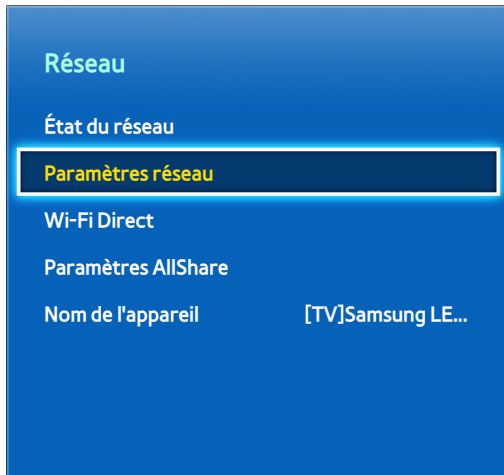 Réseau
État du réseau
Paramètres réseau
Wi-Fi Direct
Paramètres AllShare
Nom de l'appareil [TV]Samsung LE...